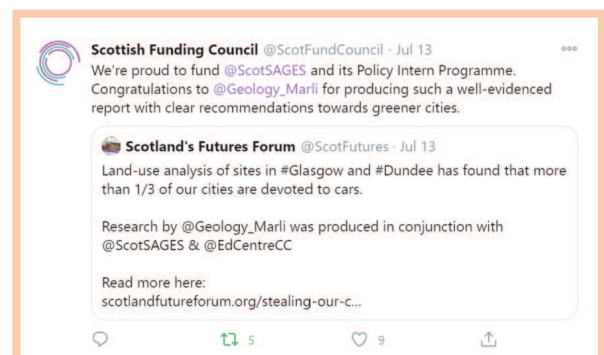 Scottish Funding Council @ScotFundCouncil · Jul 13
We're proud to fund @ScotSAGES and its Policy Intern Programme.
Congratulations to @Geology_Marli for producing such a well-evidenced
report with clear recommendations towards greener cities.
Scotland's Futures Forum @ScotFutures · Jul 13
Land-use analysis of sites in #Glasgow and #Dundee has found that more
than 1/3 of our cities are devoted to cars.
Research by @Geology_Marli was produced in conjunction with
@ScotSAGES & @EdCentreCC
Read more here:
scotlandfutureforum.org/stealing-our-c...
5 9